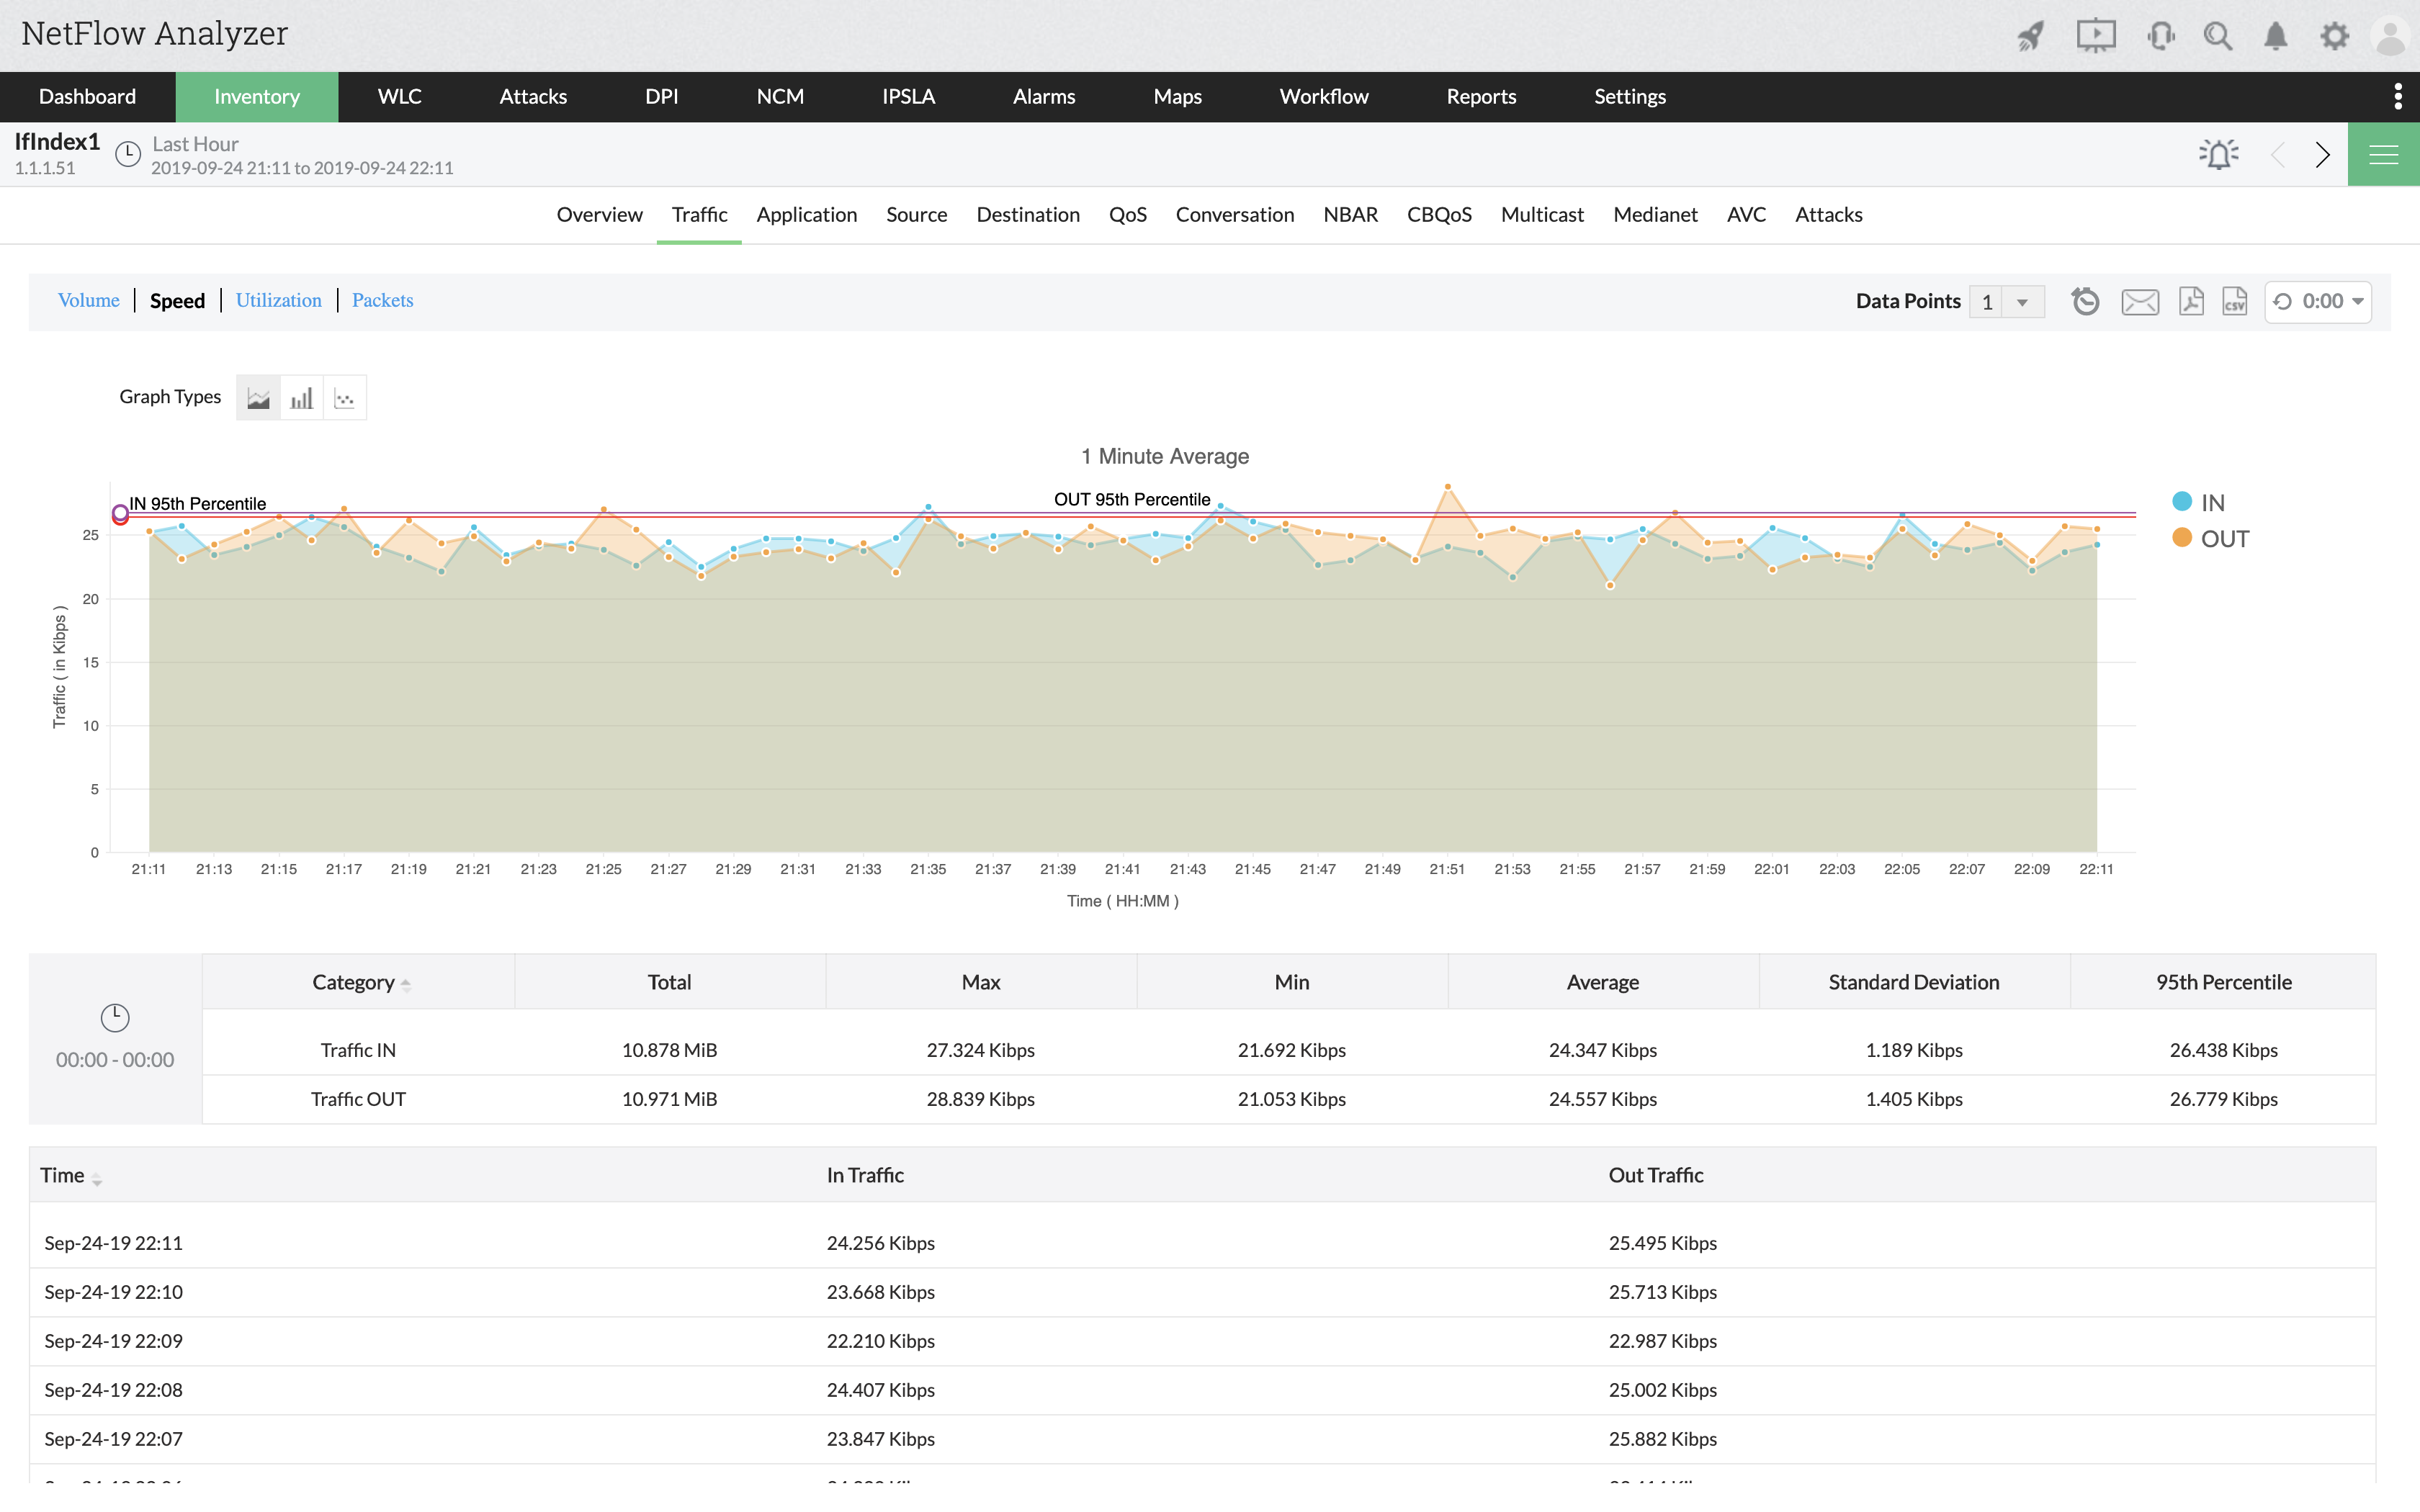 NetFlow Analyzer
Dashboard Inventory WLC Attacks DPI NCM IPSLA Alarms Maps Workflow Reports Settings
IfIndex1
1.1.1.51
Last Hour
2019-09-24 21:11 to 2019-09-24 22:11
Overview Traffic Application Source Destination QoS Conversation NBAR CBQoS Multicast Medianet AVC Attacks
Volume Speed Utilization Packets
Data Points 1 CSV 0:00
Graph Types
1 Minute Average
IN 95th Percentile
OUT 95th Percentile
IN
OUT
Traffic ( in Kibps )
25
20
15
10
5
0
21:11 21:13 21:15 21:17 21:19 21:21 21:23 21:25 21:27 21:29 21:31 21:33 21:35 21:37 21:39 21:41 21:43 21:45 21:47 21:49 21:51 21:53 21:55 21:57 21:59 22:01 22:03 22:05 22:07 22:09 22:11
Time ( HH:MM )
00:00 - 00:00
Category Total Max Min Average Standard Deviation 95th Percentile
Traffic IN 10.878 MiB 27.324 Kibps 21.692 Kibps 24.347 Kibps 1.189 Kibps 26.438 Kibps
Traffic OUT 10.971 MiB 28.839 Kibps 21.053 Kibps 24.557 Kibps 1.405 Kibps 26.779 Kibps
Time In Traffic Out Traffic
Sep-24-19 22:11 24.256 Kibps 25.495 Kibps
Sep-24-19 22:10 23.668 Kibps 25.713 Kibps
Sep-24-19 22:09 22.210 Kibps 22.987 Kibps
Sep-24-19 22:08 24.407 Kibps 25.002 Kibps
Sep-24-19 22:07 23.847 Kibps 25.882 Kibps